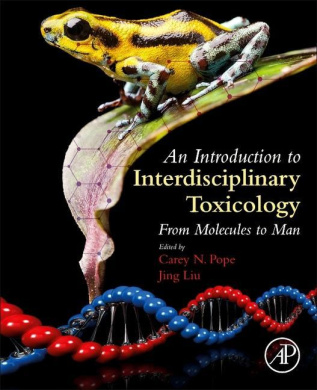 An Introduction to
Interdisciplinary
Toxicology
From Molecules to Man
Edited by
Carey N. Pope
Jing Liu
AP